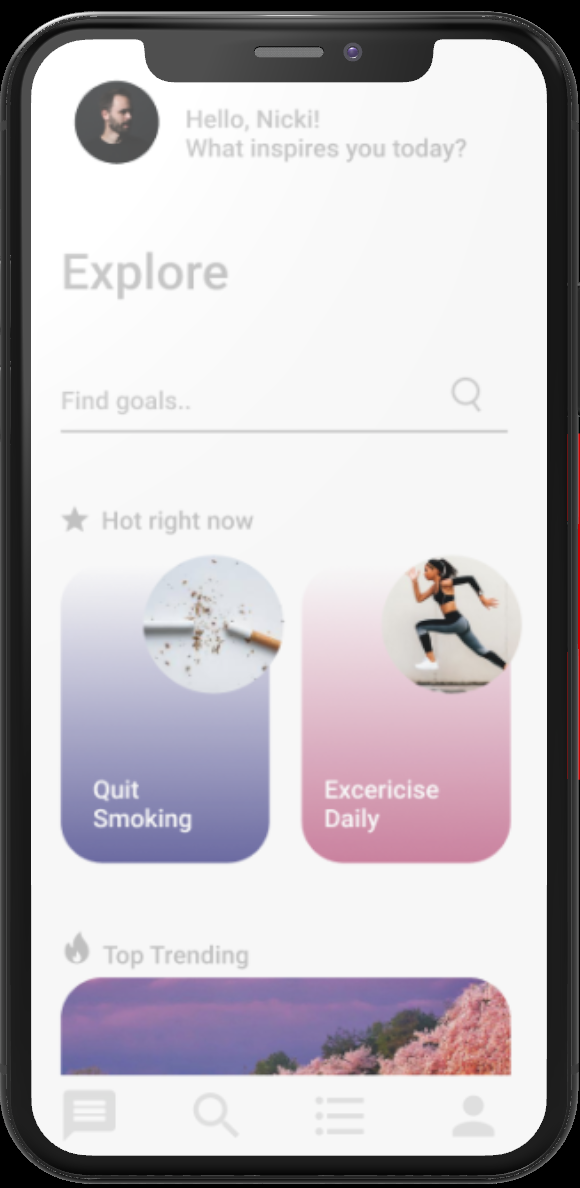 Hello, Nicki!
What inspires you today?
Explore
Find goals..
Hot right now
Quit
Smoking
Excericise
Daily
Top Trending